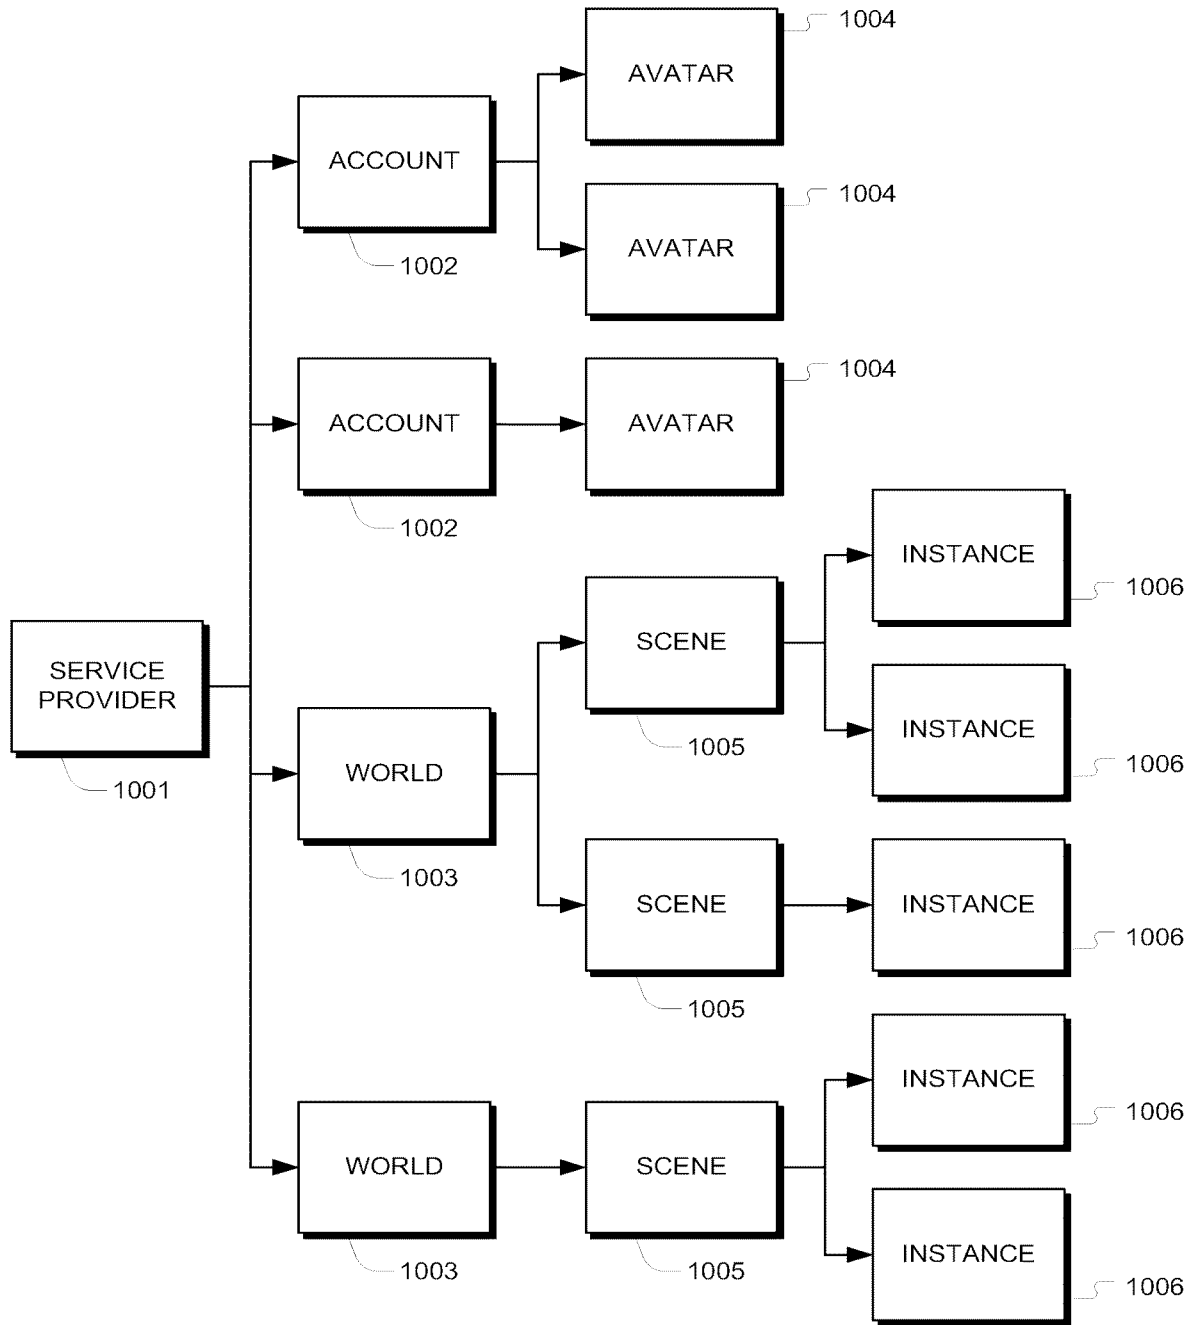 1004
AVATAR
ACCOUNT
1004
AVATAR
1002
1004
ACCOUNT
AVATAR
1002
INSTANCE
1006
SCENE
SERVICE
PROVIDER
INSTANCE
1005
1006
WORLD
1001
1003
SCENE
INSTANCE
1006
1005
INSTANCE
1006
WORLD
SCENE
INSTANCE
1003
1005
1006